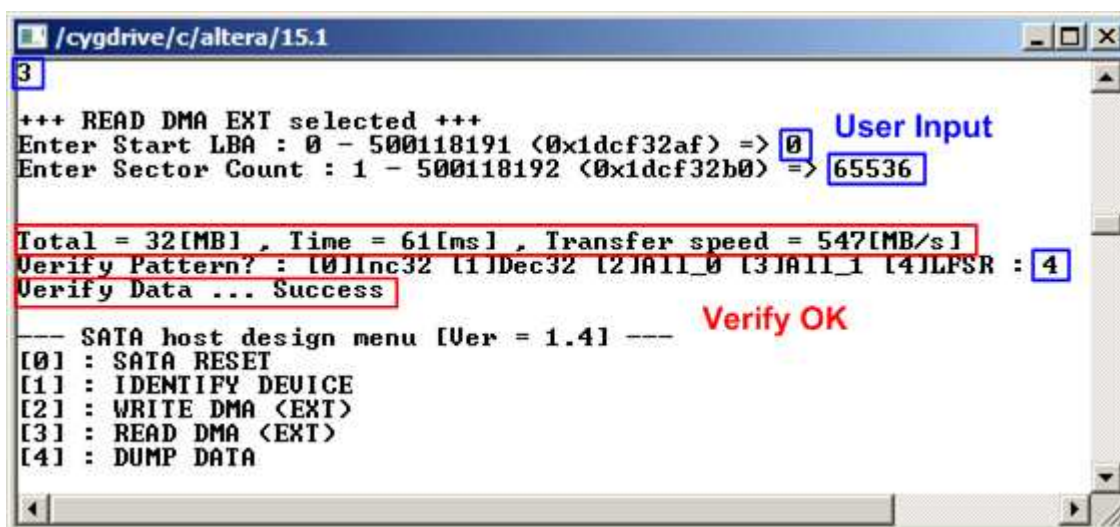 /cygdrive/c/altera/15.1
3
+++ READ DMA EXT selected +++
User Input
Enter Start LBA : 0 - 500118191 (0x1dcf32af) => 0
Enter Sector Count : 1 - 500118192 (0x1dcf32b0) => 65536
Total = 32[MB] , Time = 61[ms] , Transfer speed = 547[MB/s]
Verify Pattern? : [0]Inc32 [1]Dec32 [2]All_0 [3]All_1 [4]LFSR : 4
Verify Data ... Success
Verify OK
--- SATA host design menu [Ver = 1.4] ---
[0] : SATA RESET
[1] : IDENTIFY DEVICE
[2] : WRITE DMA (EXT)
[3] : READ DMA (EXT)
[4] : DUMP DATA